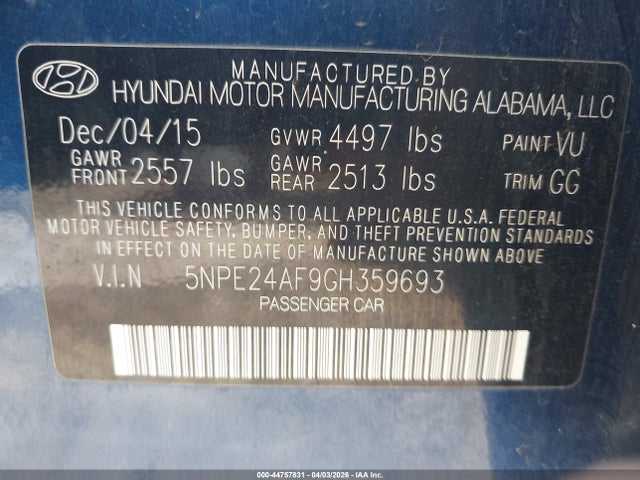 MANUFACTURED BY
HYUNDAI MOTOR MANUFACTURING ALABAMA, LLC
Dec/04/15 GVWR 4497 lbs PAINT VU
GAWR FRONT 2557 lbs GAWR REAR 2513 lbs TRIM GG
THIS VEHICLE CONFORMS TO ALL APPLICABLE U.S.A. FEDERAL
MOTOR VEHICLE SAFETY, BUMPER, AND THEFT PREVENTION STANDARDS
IN EFFECT ON THE DATE OF MANUFACTURE SHOWN ABOVE
V.I.N 5NPE24AF9GH359693
PASSENGER CAR
000-44757831 - 04/03/2026 - IAAI, Inc.